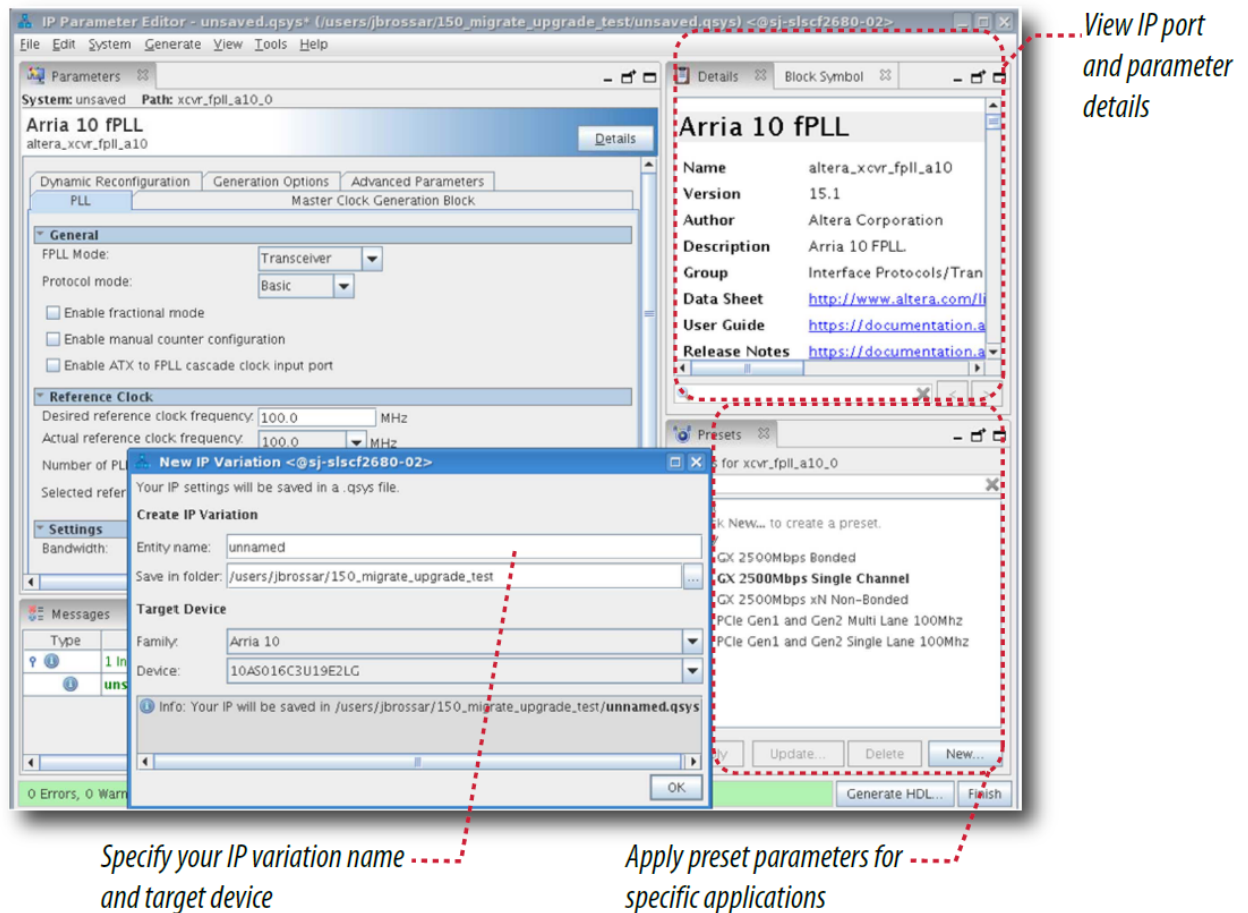 IP Parameter Editor - unsaved.qsys* (/users/jbrossar/150_migrate_upgrade_test/unsaved.qsys) <@sj-slscf2680-02>
File Edit System Generate View Tools Help
Parameters
System: unsaved Path: xcvr_fpll_a10_0
Arria 10 fPLL
altera_xcvr_fpll_a10
Details
Dynamic Reconfiguration Generation Options Advanced Parameters
PLL Master Clock Generation Block
General
FPLL Mode: Transceiver
Protocol mode: Basic
Enable fractional mode
Enable manual counter configuration
Enable ATX to FPLL cascade clock input port
Reference Clock
Desired reference clock frequency: 100.0 MHz
Actual reference clock frequency: 100.0 MHz
Number of PL
Selected refer
Settings
Bandwidth:
Messages
Type
1 In
uns
0 Errors, 0 Warn
New IP Variation <@sj-slscf2680-02>
Your IP settings will be saved in a .qsys file.
Create IP Variation
Entity name: unnamed
Save in folder: /users/jbrossar/150_migrate_upgrade_test ...
Target Device
Family: Arria 10
Device: 10AS016C3U19E2LG
Info: Your IP will be saved in /users/jbrossar/150_migrate_upgrade_test/unnamed.qsys
OK
Details Block Symbol
Arria 10 fPLL
Name altera_xcvr_fpll_a10
Version 15.1
Author Altera Corporation
Description Arria 10 FPLL.
Group Interface Protocols/Tran
Data Sheet http://www.altera.com/li
User Guide https://documentation.a
Release Notes https://documentation.a
< >
Presets
s for xcvr_fpll_a10_0
k New... to create a preset.
y
GX 2500Mbps Bonded
GX 2500Mbps Single Channel
GX 2500Mbps xN Non-Bonded
PCIe Gen1 and Gen2 Multi Lane 100Mhz
PCIe Gen1 and Gen2 Single Lane 100Mhz
ly Update... Delete New...
Generate HDL... Finish
View IP port
and parameter
details
Specify your IP variation name
and target device
Apply preset parameters for
specific applications